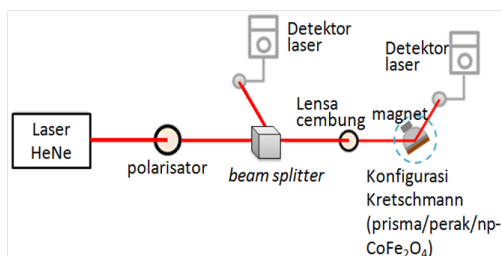 Detektor
laser
Detektor
laser
Lensa
cembung
magnet
Laser
HeNe
polarisator
beam splitter
Konfigurasi
Kretschmann
(prisma/perak/np-
CoFe₂O₄)